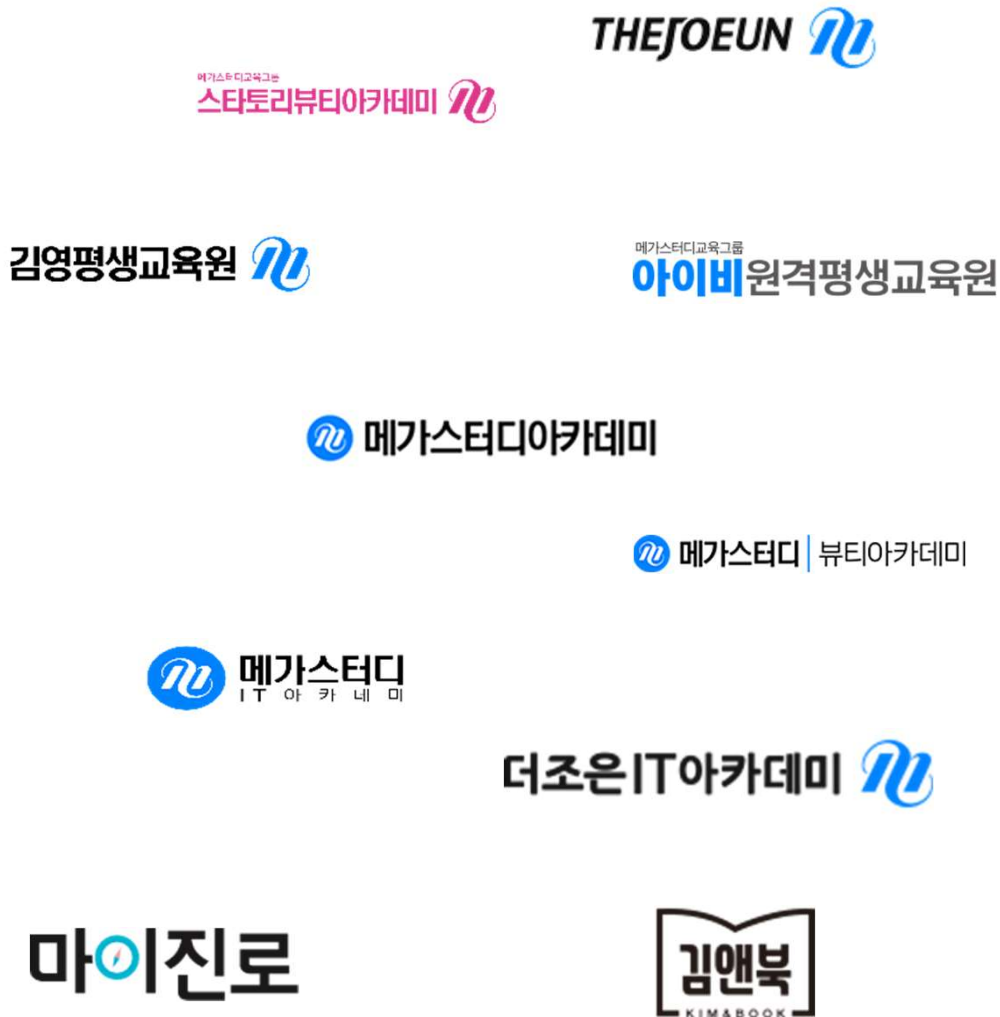 THEJOEUN
메가스터디교육그룹
스타토리뷰티아카데미
김영평생교육원
메가스터디교육그룹
아이비원격평생교육원
메가스터디아카데미
메가스터디 뷰티아카데미
메가스터디
IT 아카데미
더조은IT아카데미
마이진로
김앤북
KIM&BOOK